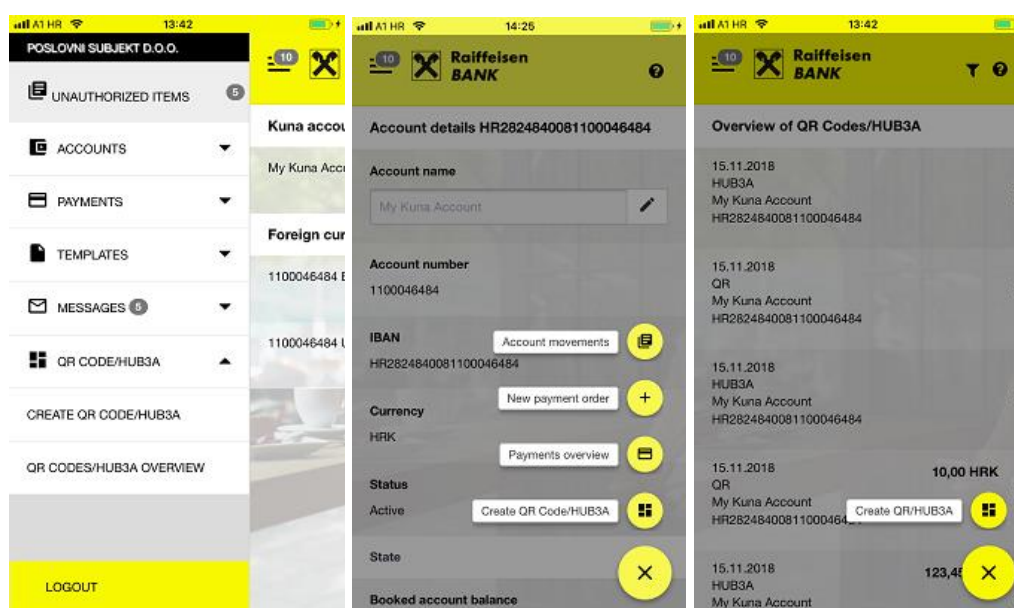 A1 HR 13:42
POSLOVNI SUBJEKT D.O.O.
UNAUTHORIZED ITEMS 5
ACCOUNTS
PAYMENTS
TEMPLATES
MESSAGES 5
QR CODE/HUB3A
CREATE QR CODE/HUB3A
QR CODES/HUB3A OVERVIEW
LOGOUT
10
Kuna accou
My Kuna Acc
Foreign cur
1100046484
1100046484
A1 HR 14:25
10
Raiffeisen
BANK
Account details HR2824840081100046484
Account name
My Kuna Account
Account number
1100046484
IBAN
HR2824840081100046484
Account movements
New payment order
Currency
HRK
Payments overview
Status
Active
Create QR Code/HUB3A
State
Booked account balance
A1 HR 13:42
10
Raiffeisen
BANK
Overview of QR Codes/HUB3A
15.11.2018
HUB3A
My Kuna Account
HR2824840081100046484
15.11.2018
QR
My Kuna Account
HR2824840081100046484
15.11.2018
HUB3A
My Kuna Account
HR2824840081100046484
15.11.2018
10,00 HRK
QR
My Kuna Account
HR28248400811000464
Create QR/HUB3A
15.11.2018
123,45
HUB3A
My Kuna Account